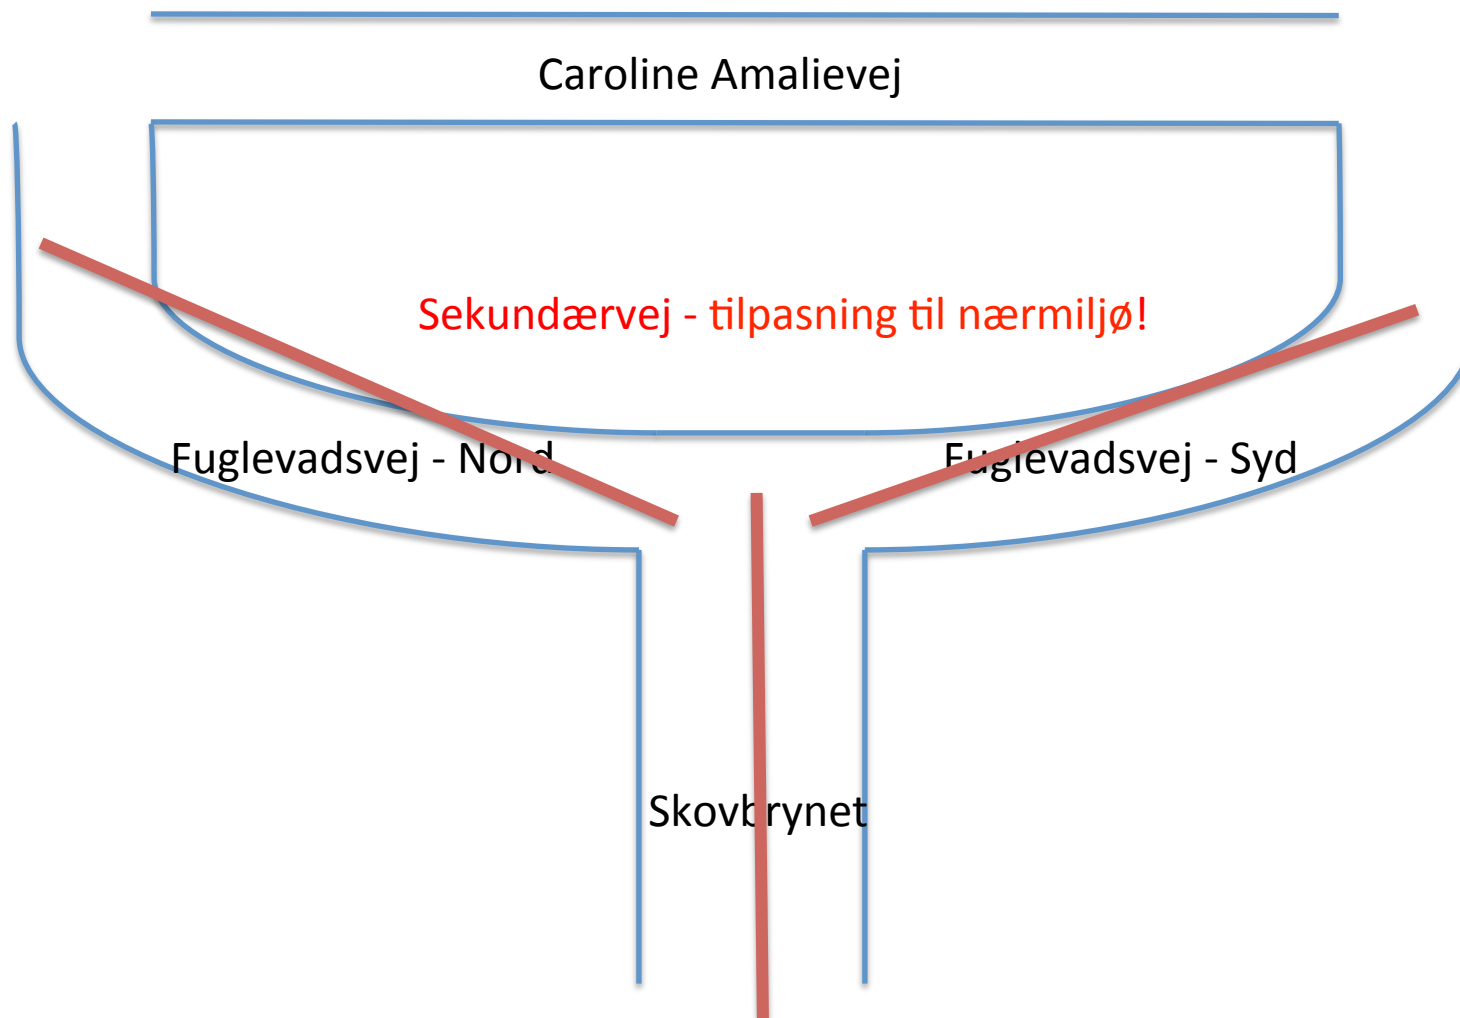 Caroline Amalievej
Sekundærvej - tilpasning til nærmiljø!
Fuglevadsvej - Nord
Fuglevadsvej - Syd
Skovbrynet